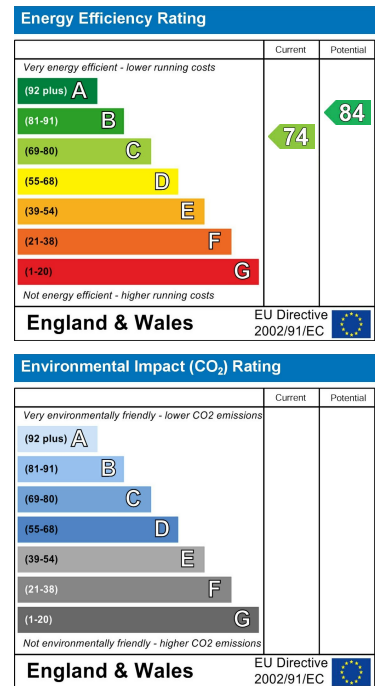 Energy Efficiency Rating
Current Potential
Very energy efficient - lower running costs
(92 plus) A
(81-91) B
(69-80) C
(55-68) D
(39-54) E
(21-38) F
(1-20) G
74
84
Not energy efficient - higher running costs
England & Wales
EU Directive
2002/91/EC
Environmental Impact (CO₂) Rating
Current Potential
Very environmentally friendly - lower CO2 emissions
(92 plus) A
(81-91) B
(69-80) C
(55-68) D
(39-54) E
(21-38) F
(1-20) G
Not environmentally friendly - higher CO2 emissions
England & Wales
EU Directive
2002/91/EC